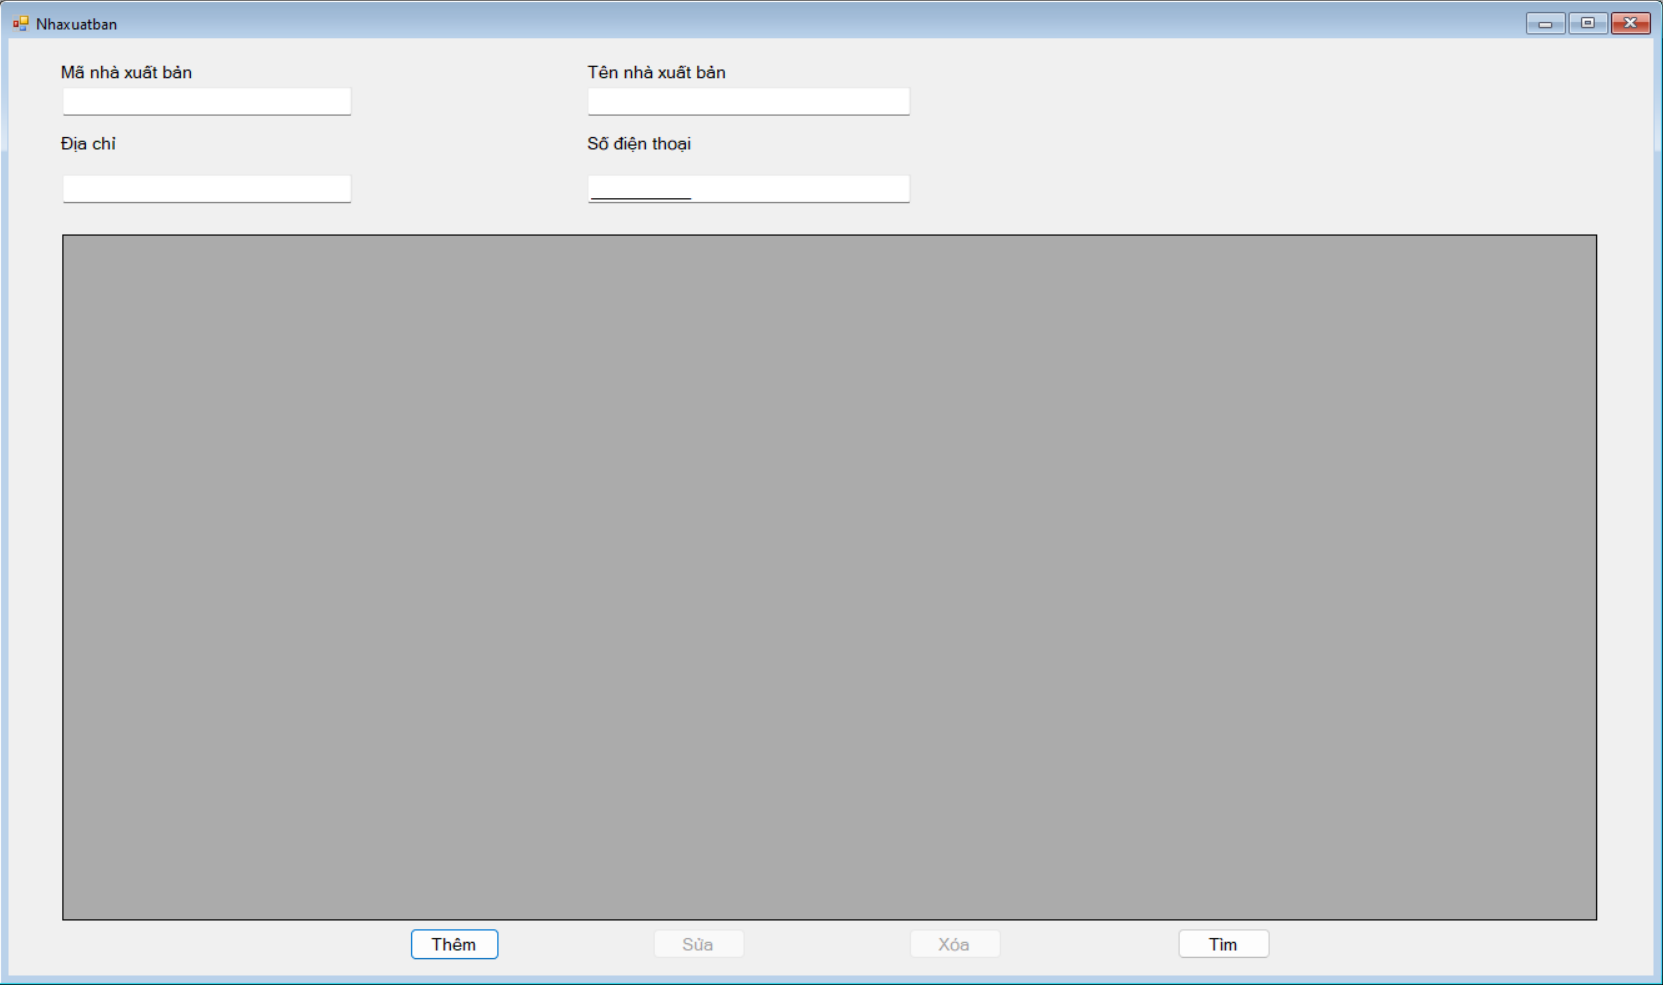 Nhaxuatban
Mã nhà xuất bản Tên nhà xuất bản
Địa chỉ Số điện thoại
Thêm Sửa Xóa Tìm